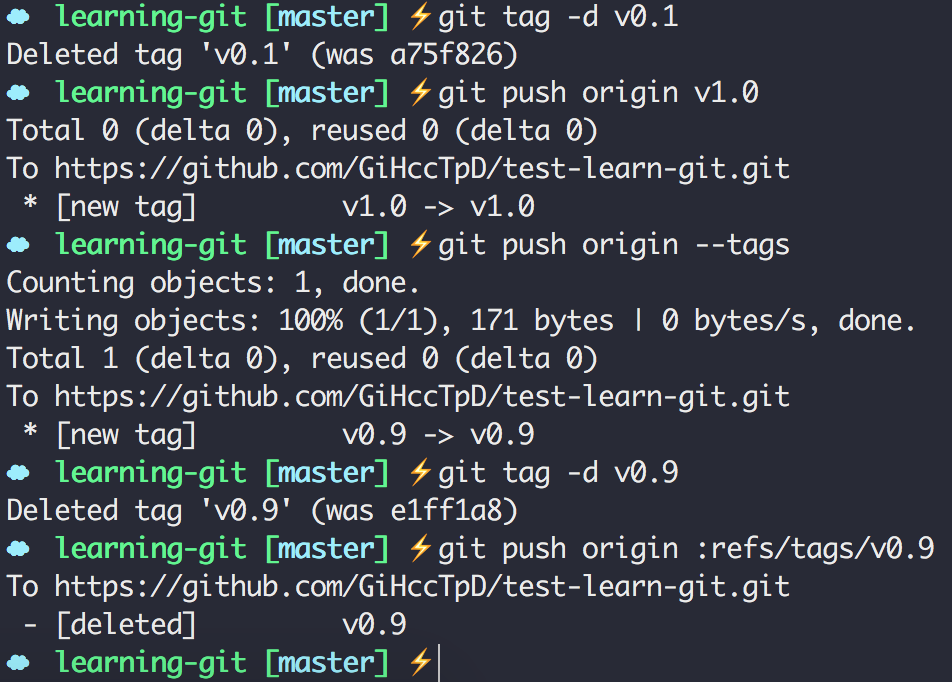 learning-git [master] ⚡git tag -d v0.1
Deleted tag 'v0.1' (was a75f826)
learning-git [master] ⚡git push origin v1.0
Total 0 (delta 0), reused 0 (delta 0)
To https://github.com/GiHccTpD/test-learn-git.git
 * [new tag]         v1.0 -> v1.0
learning-git [master] ⚡git push origin --tags
Counting objects: 1, done.
Writing objects: 100% (1/1), 171 bytes | 0 bytes/s, done.
Total 1 (delta 0), reused 0 (delta 0)
To https://github.com/GiHccTpD/test-learn-git.git
 * [new tag]         v0.9 -> v0.9
learning-git [master] ⚡git tag -d v0.9
Deleted tag 'v0.9' (was e1ff1a8)
learning-git [master] ⚡git push origin :refs/tags/v0.9
To https://github.com/GiHccTpD/test-learn-git.git
 - [deleted]         v0.9
learning-git [master] ⚡